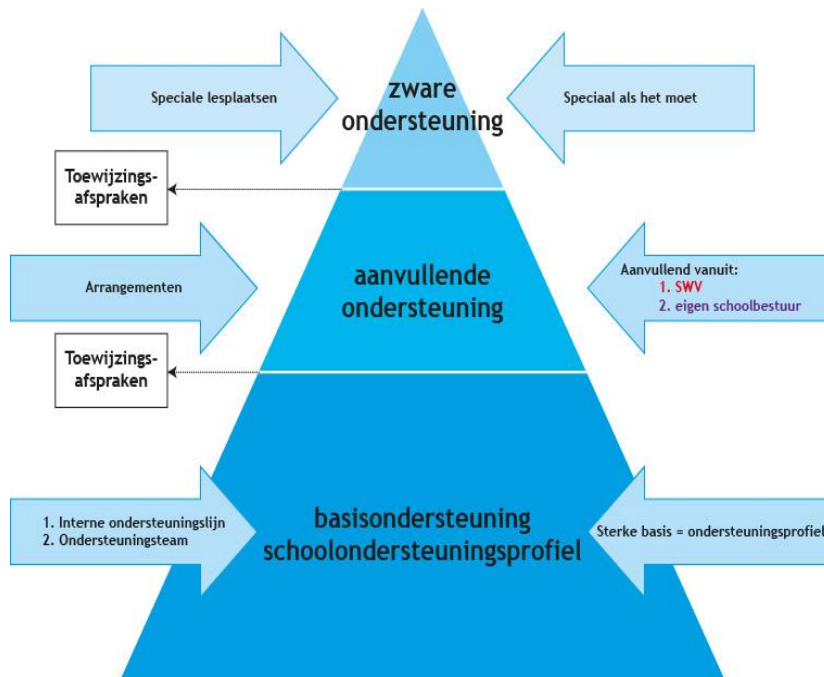 Speciale lesplaatsen
zware
ondersteuning
Speciaal als het moet
Toewijzings-
afspraken
Arrangementen
aanvullende
ondersteuning
Aanvullend vanuit:
1. SWV
2. eigen schoolbestuur
Toewijzings-
afspraken
1. Interne ondersteuningslijn
2. Ondersteuningsteam
basisondersteuning
schoolondersteuningsprofiel
Sterke basis = ondersteuningsprofiel